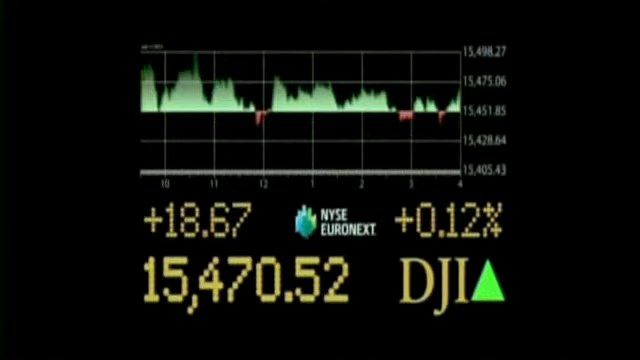 15,498.27
15,475.06
15,451.85
15,428.64
15,405.43
10 11 12 1 2 3 4
+18.67 NYSE EURONEXT. +0.12%
15,470.52 DJI